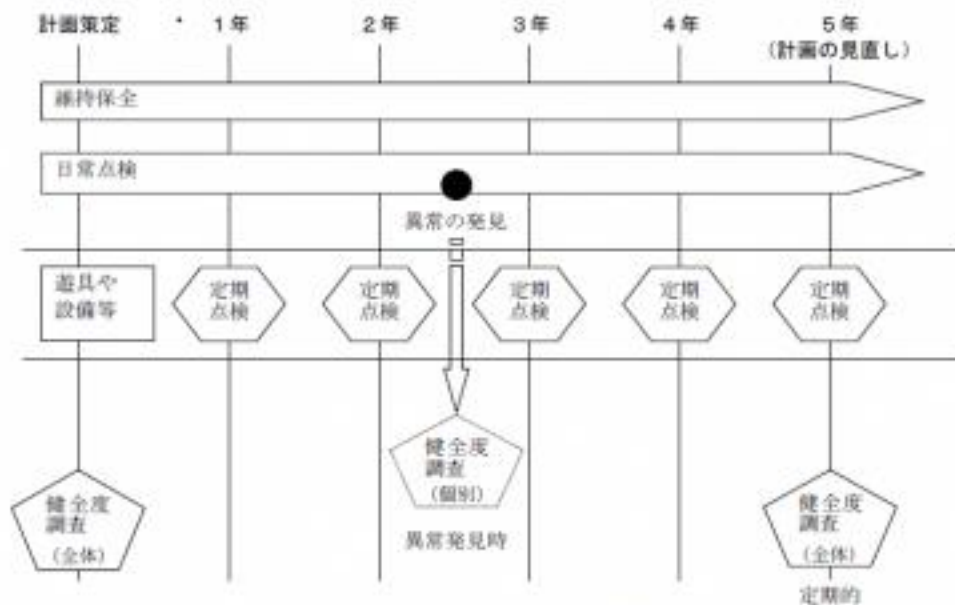 計画策定
1年
2年
3年
4年
5年
(計画の見直し)
維持保全
日常点検
異常の発見
遊具や
設備等
定期
点検
定期
点検
定期
点検
定期
点検
定期
点検
健全度
調査
(個別)
異常発見時
健全度
調査
(全体)
健全度
調査
(全体)
定期的